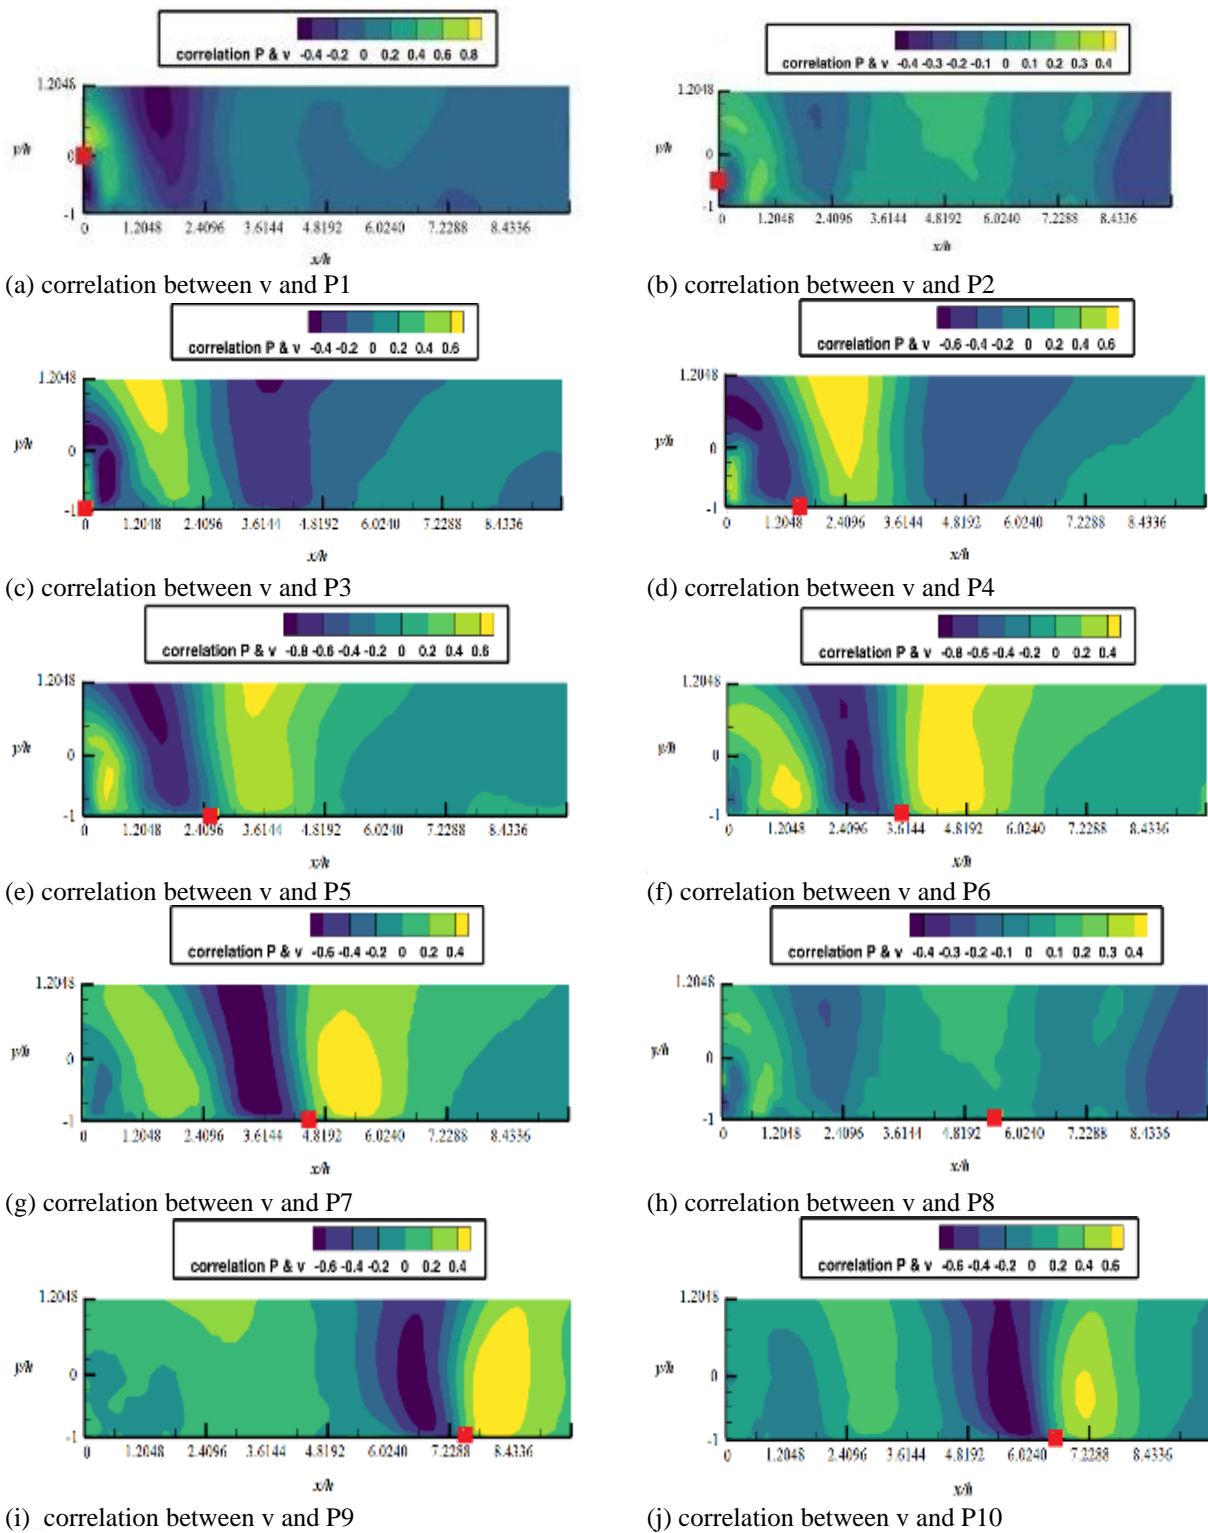 correlation P & v -0.4 -0.2 0 0.2 0.4 0.6 0.8
1.2048
y/h
0
-1
0 1.2048 2.4096 3.6144 4.8192 6.0240 7.2288 8.4336
x/h
(a) correlation between v and P1
correlation P & v -0.4 -0.3 -0.2 -0.1 0 0.1 0.2 0.3 0.4
1.2048
y/h
0
-1
0 1.2048 2.4096 3.6144 4.8192 6.0240 7.2288 8.4336
x/h
(b) correlation between v and P2
correlation P & v -0.4 -0.2 0 0.2 0.4 0.6
1.2048
y/h
0
-1
0 1.2048 2.4096 3.6144 4.8192 6.0240 7.2288 8.4336
x/h
(c) correlation between v and P3
correlation P & v -0.6 -0.4 -0.2 0 0.2 0.4 0.6
1.2048
y/h
0
-1
0 1.2048 2.4096 3.6144 4.8192 6.0240 7.2288 8.4336
x/h
(d) correlation between v and P4
correlation P & v -0.8 -0.6 -0.4 -0.2 0 0.2 0.4 0.6
1.2048
y/h
0
-1
0 1.2048 2.4096 3.6144 4.8192 6.0240 7.2288 8.4336
x/h
(e) correlation between v and P5
correlation P & v -0.8 -0.6 -0.4 -0.2 0 0.2 0.4
1.2048
y/h
0
-1
0 1.2048 2.4096 3.6144 4.8192 6.0240 7.2288 8.4336
x/h
(f) correlation between v and P6
correlation P & v -0.6 -0.4 -0.2 0 0.2 0.4
1.2048
y/h
0
-1
0 1.2048 2.4096 3.6144 4.8192 6.0240 7.2288 8.4336
x/h
(g) correlation between v and P7
correlation P & v -0.4 -0.3 -0.2 -0.1 0 0.1 0.2 0.3 0.4
1.2048
y/h
0
-1
0 1.2048 2.4096 3.6144 4.8192 6.0240 7.2288 8.4336
x/h
(h) correlation between v and P8
correlation P & v -0.6 -0.4 -0.2 0 0.2 0.4
1.2048
y/h
0
-1
0 1.2048 2.4096 3.6144 4.8192 6.0240 7.2288 8.4336
x/h
(i) correlation between v and P9
correlation P & v -0.6 -0.4 -0.2 0 0.2 0.4 0.6
1.2048
y/h
0
-1
0 1.2048 2.4096 3.6144 4.8192 6.0240 7.2288 8.4336
x/h
(j) correlation between v and P10